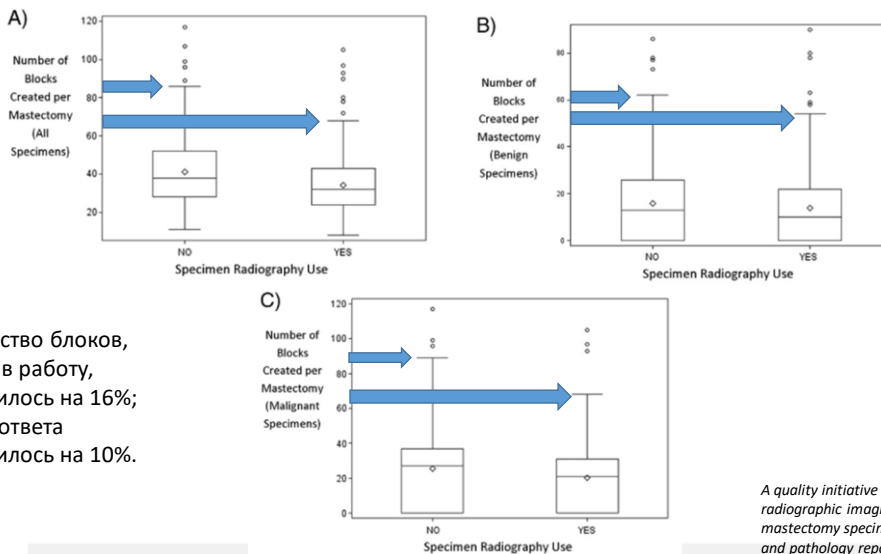 A)
120
100
80
60
40
20
Number of
Blocks
Created per
Mastectomy
(All
Specimens)
NO
YES
Specimen Radiography Use
B)
80
60
40
20
0
Number of
Blocks
Created per
Mastectomy
(Benign
Specimens)
NO
YES
Specimen Radiography Use
C)
120
100
80
60
40
20
0
Number of
Blocks
Created per
Mastectomy
(Malignant
Specimens)
NO
YES
Specimen Radiography Use
ство блоков,
в работу,
илось на 16%;
ответа
илось на 10%.
A quality initiative
radiographic imag
mastectomy specin
and pathology repo